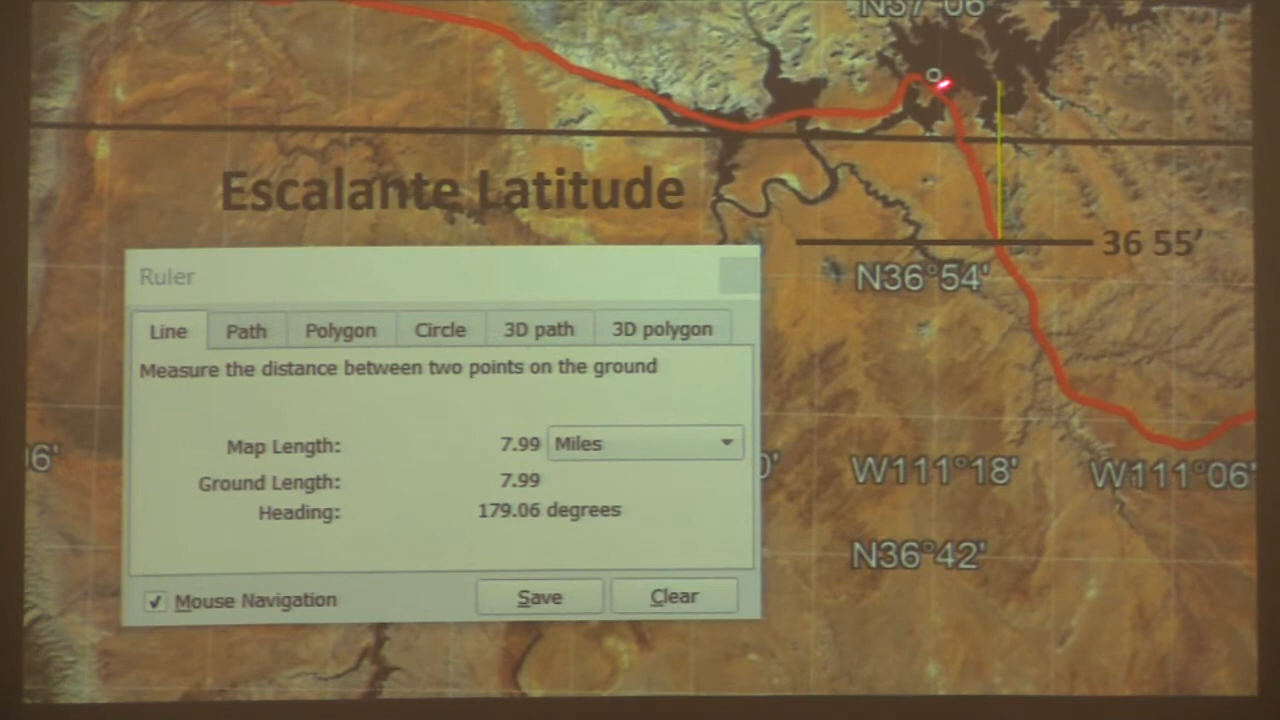 N37°06'
Escalante Latitude
36 55’
N36°54'
Ruler
Line Path Polygon Circle 3D path 3D polygon
Measure the distance between two points on the ground
Map Length: 7.99 Miles
Ground Length: 7.99
Heading: 179.06 degrees
6'
0'
W111°18'
W111°06'
N36°42'
Mouse Navigation
Save
Clear